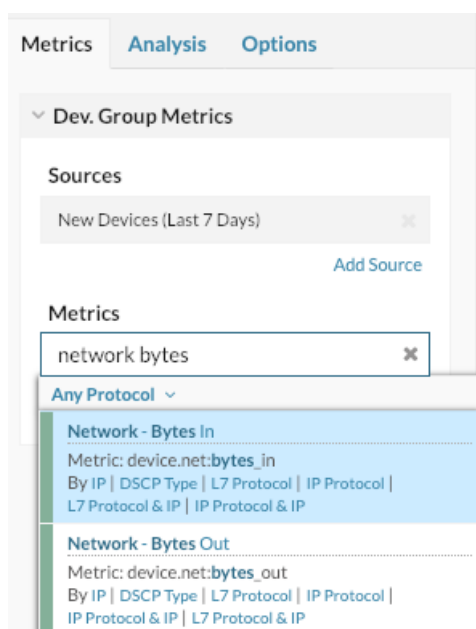 Metrics Analysis Options
Dev. Group Metrics
Sources
New Devices (Last 7 Days)
Add Source
Metrics
network bytes
Any Protocol
Network - Bytes In
Metric: device.net:bytes_in
By IP | DSCP Type | L7 Protocol | IP Protocol |
L7 Protocol & IP | IP Protocol & IP
Network - Bytes Out
Metric: device.net:bytes_out
By IP | DSCP Type | L7 Protocol | IP Protocol |
IP Protocol & IP | L7 Protocol & IP